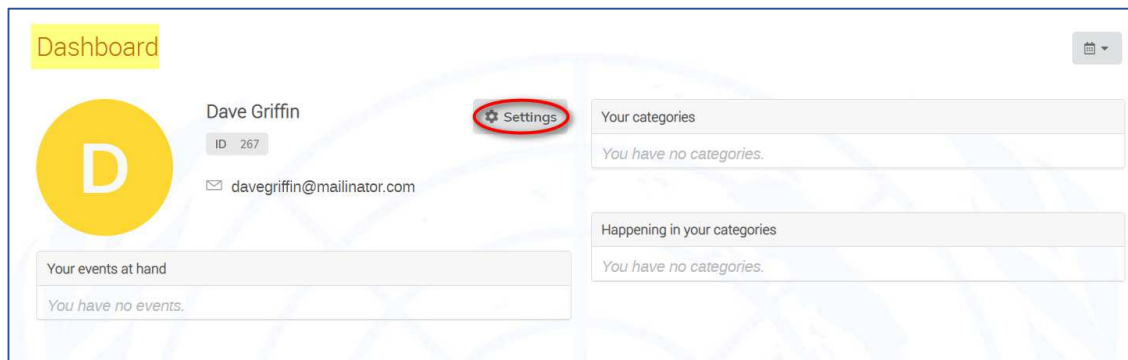 Dashboard
D
Dave Griffin
ID 267
davegriffin@mailinator.com
Settings
Your events at hand
You have no events.
Your categories
You have no categories.
Happening in your categories
You have no categories.